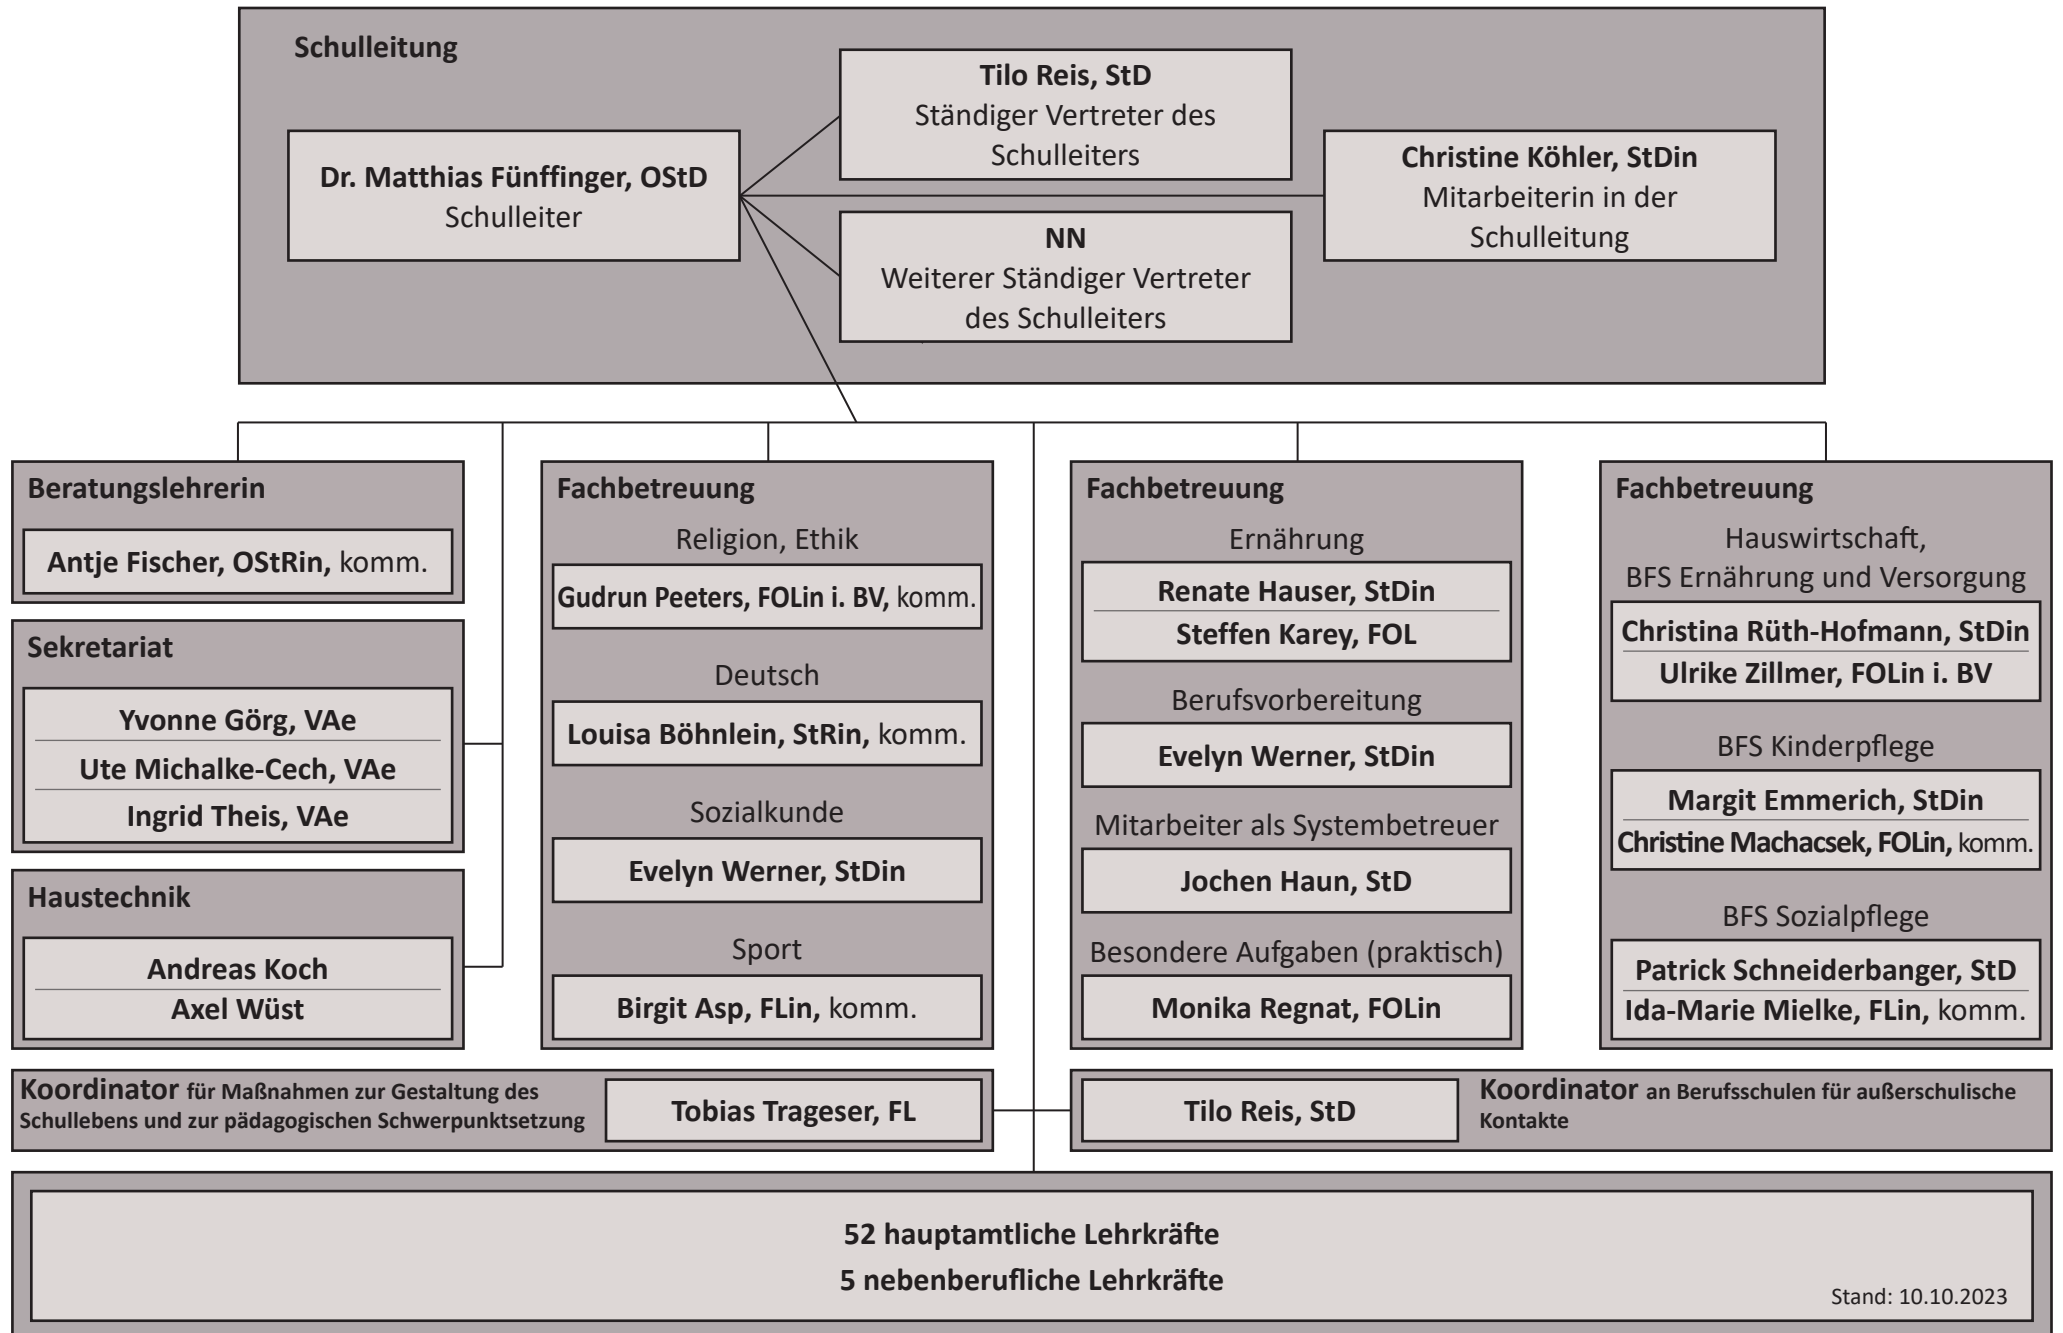 Schulleitung
Dr. Matthias Fünffinger, OStD
Schulleiter
Tilo Reis, StD
Ständiger Vertreter des
Schulleiters
NN
Weiterer Ständiger Vertreter
des Schulleiters
Christine Köhler, StDin
Mitarbeiterin in der
Schulleitung
Beratungslehrerin
Antje Fischer, OStRin, komm.
Sekretariat
Yvonne Görg, VAe
Ute Michalke-Cech, VAe
Ingrid Theis, VAe
Haustechnik
Andreas Koch
Axel Wüst
Fachbetreuung
Religion, Ethik
Gudrun Peeters, FOLin i. BV, komm.
Deutsch
Louisa Böhnlein, StRin, komm.
Sozialkunde
Evelyn Werner, StDin
Sport
Birgit Asp, FLin, komm.
Fachbetreuung
Ernährung
Renate Hauser, StDin
Steffen Karey, FOL
Berufsvorbereitung
Evelyn Werner, StDin
Mitarbeiter als Systembetreuer
Jochen Haun, StD
Besondere Aufgaben (praktisch)
Monika Regnat, FOLin
Fachbetreuung
Hauswirtschaft,
BFS Ernährung und Versorgung
Christina Rüth-Hofmann, StDin
Ulrike Zillmer, FOLin i. BV
BFS Kinderpflege
Margit Emmerich, StDin
Christine Machacsek, FOLin, komm.
BFS Sozialpflege
Patrick Schneiderbanger, StD
Ida-Marie Mielke, FLin, komm.
Koordinator für Maßnahmen zur Gestaltung des
Schullebens und zur pädagogischen Schwerpunktsetzung
Tobias Trageser, FL
Tilo Reis, StD
Koordinator an Berufsschulen für außerschulische
Kontakte
52 hauptamtliche Lehrkräfte
5 nebenberufliche Lehrkräfte
Stand: 10.10.2023